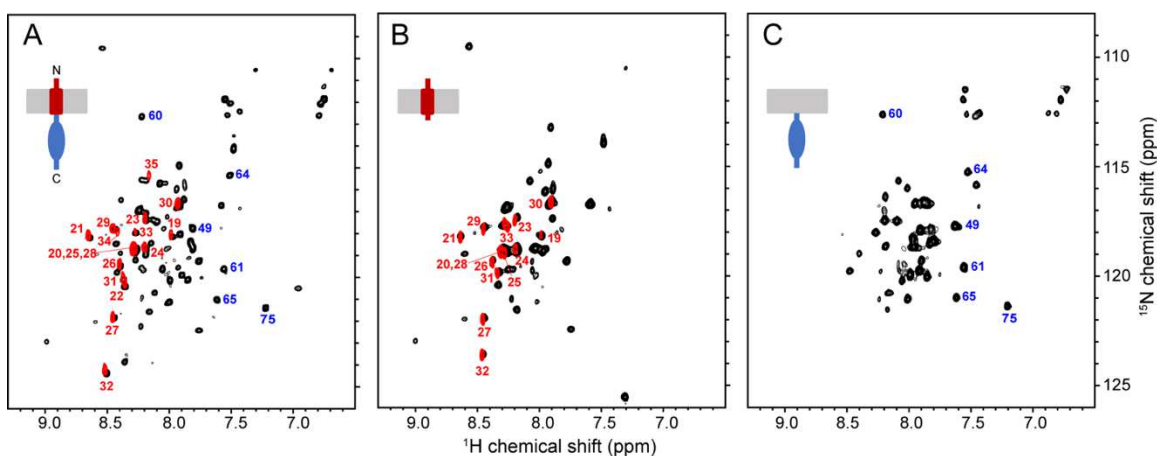 A B C
N
C
60
64
35
30
49
29 23 19
21 33
34 24
20,25,28
26 61
31
22 65
75
27
32
30
29 23
21 33 19
24
20,28 26 25
31
27
32
60
64
49
61
65
75
110
115
120
125
¹⁵N chemical shift (ppm)
9.0 8.5 8.0 7.5 7.0
9.0 8.5 8.0 7.5 7.0
9.0 8.5 8.0 7.5 7.0
¹H chemical shift (ppm)